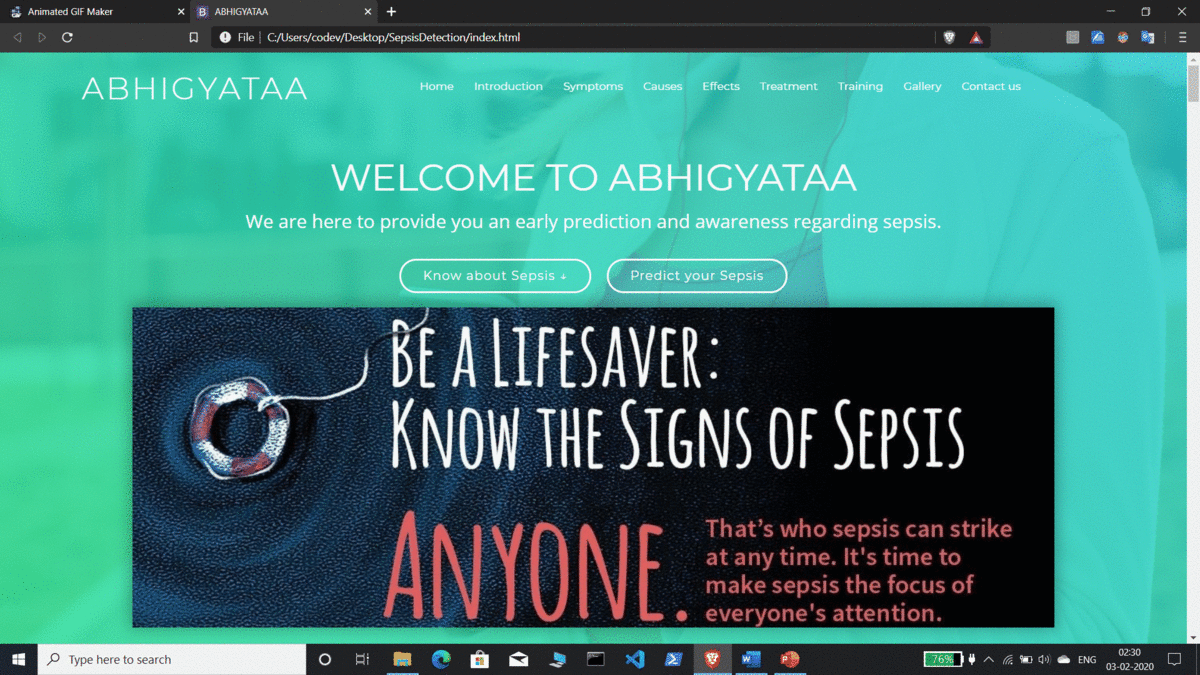 Animated GIF Maker
B ABHIGYATAA
File
C:/Users/codev/Desktop/SepsisDetection/index.html
ABHIGYATAA
Home Introduction Symptoms Causes Effects Treatment Training Gallery Contact us
WELCOME TO ABHIGYATAA
We are here to provide you an early prediction and awareness regarding sepsis.
Know about Sepsis ↓
Predict your Sepsis
BE A LIFESAVER:
KNOW THE SIGNS OF SEPSIS
ANYONE.
That's who sepsis can strike
at any time. It's time to
make sepsis the focus of
everyone's attention.
Type here to search
76%
ENG
02:30
03-02-2020